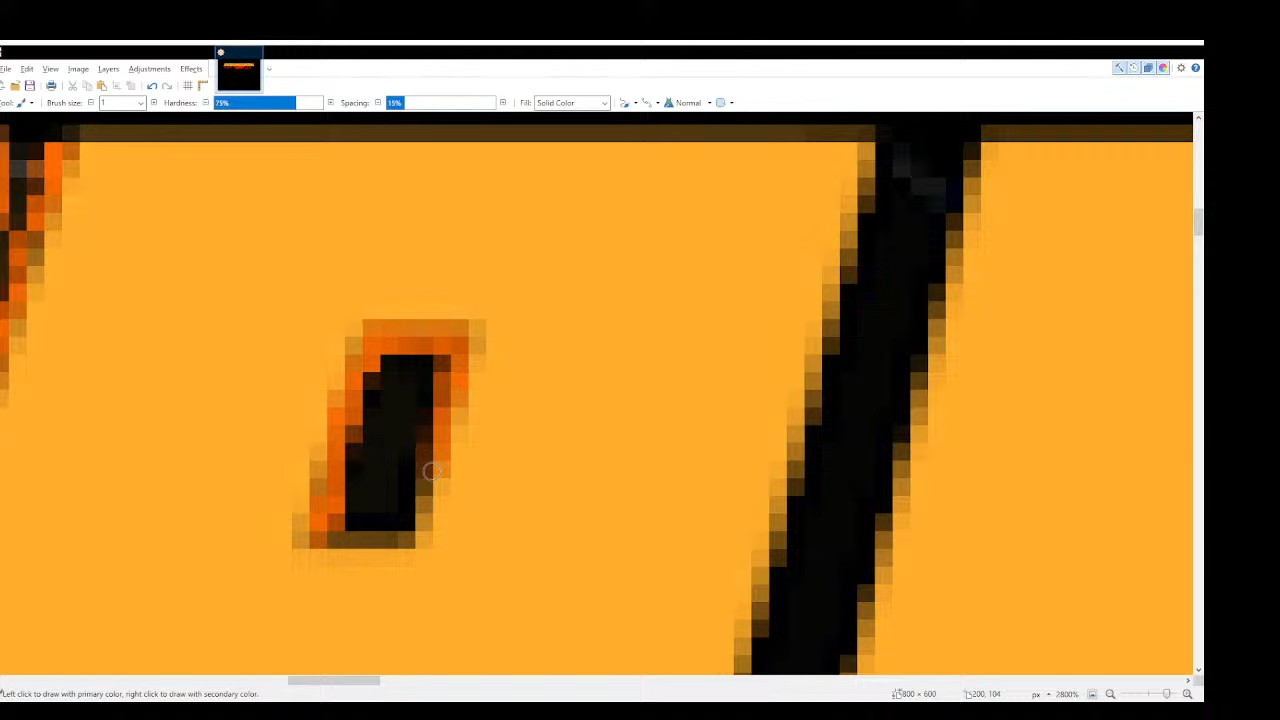 File Edit View Image Layers Adjustments Effects
Tool: Brush size: 1 Hardness: 75% Spacing: 15% Fill: Solid Color Normal
Left click to draw with primary color, right click to draw with secondary color. 800 × 600 200, 104 px 2800%